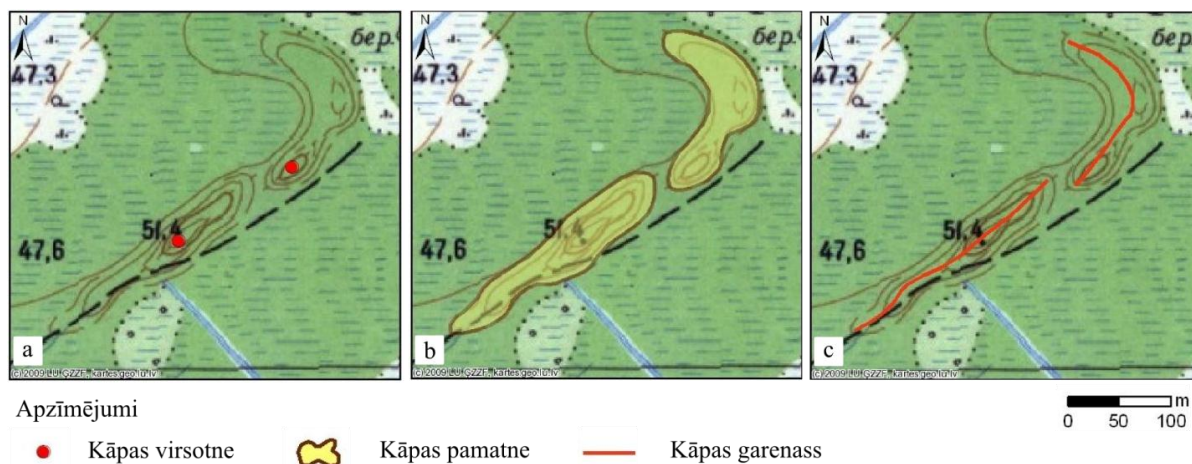 N
бер.
47,3
51,4
47,6
a
(c) 2009 LU ĢZZF, kartes.geo.lu.lv
N
бер.
47,3
51,4
47,6
b
(c) 2009 LU ĢZZF, kartes.geo.lu.lv
N
бер.
47,3
51,4
47,6
c
(c) 2009 LU ĢZZF, kartes.geo.lu.lv
Apzīmējumi
m
0 50 100
Kāpas virsotne Kāpas pamatne Kāpas garenass